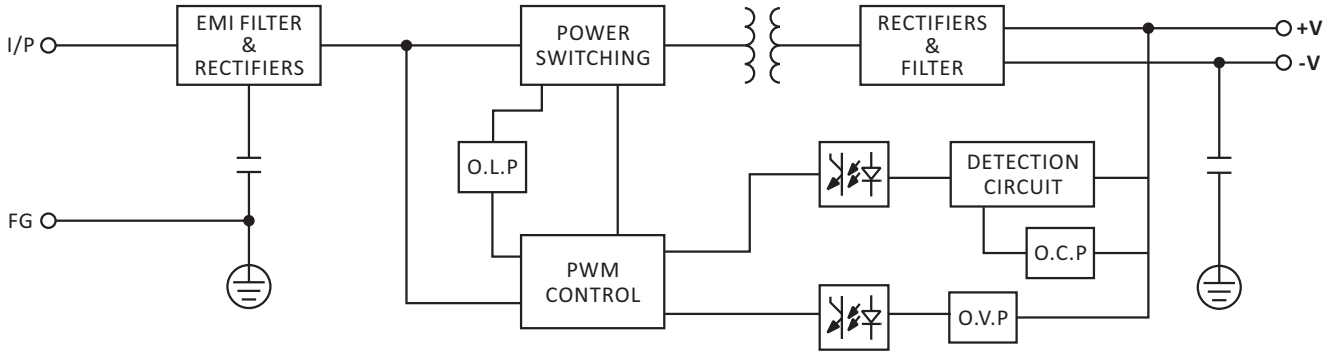 I/P
EMI FILTER
&
RECTIFIERS
POWER
SWITCHING
RECTIFIERS
&
FILTER
+V
-V
O.L.P
DETECTION
CIRCUIT
FG
PWM
CONTROL
O.C.P
O.V.P